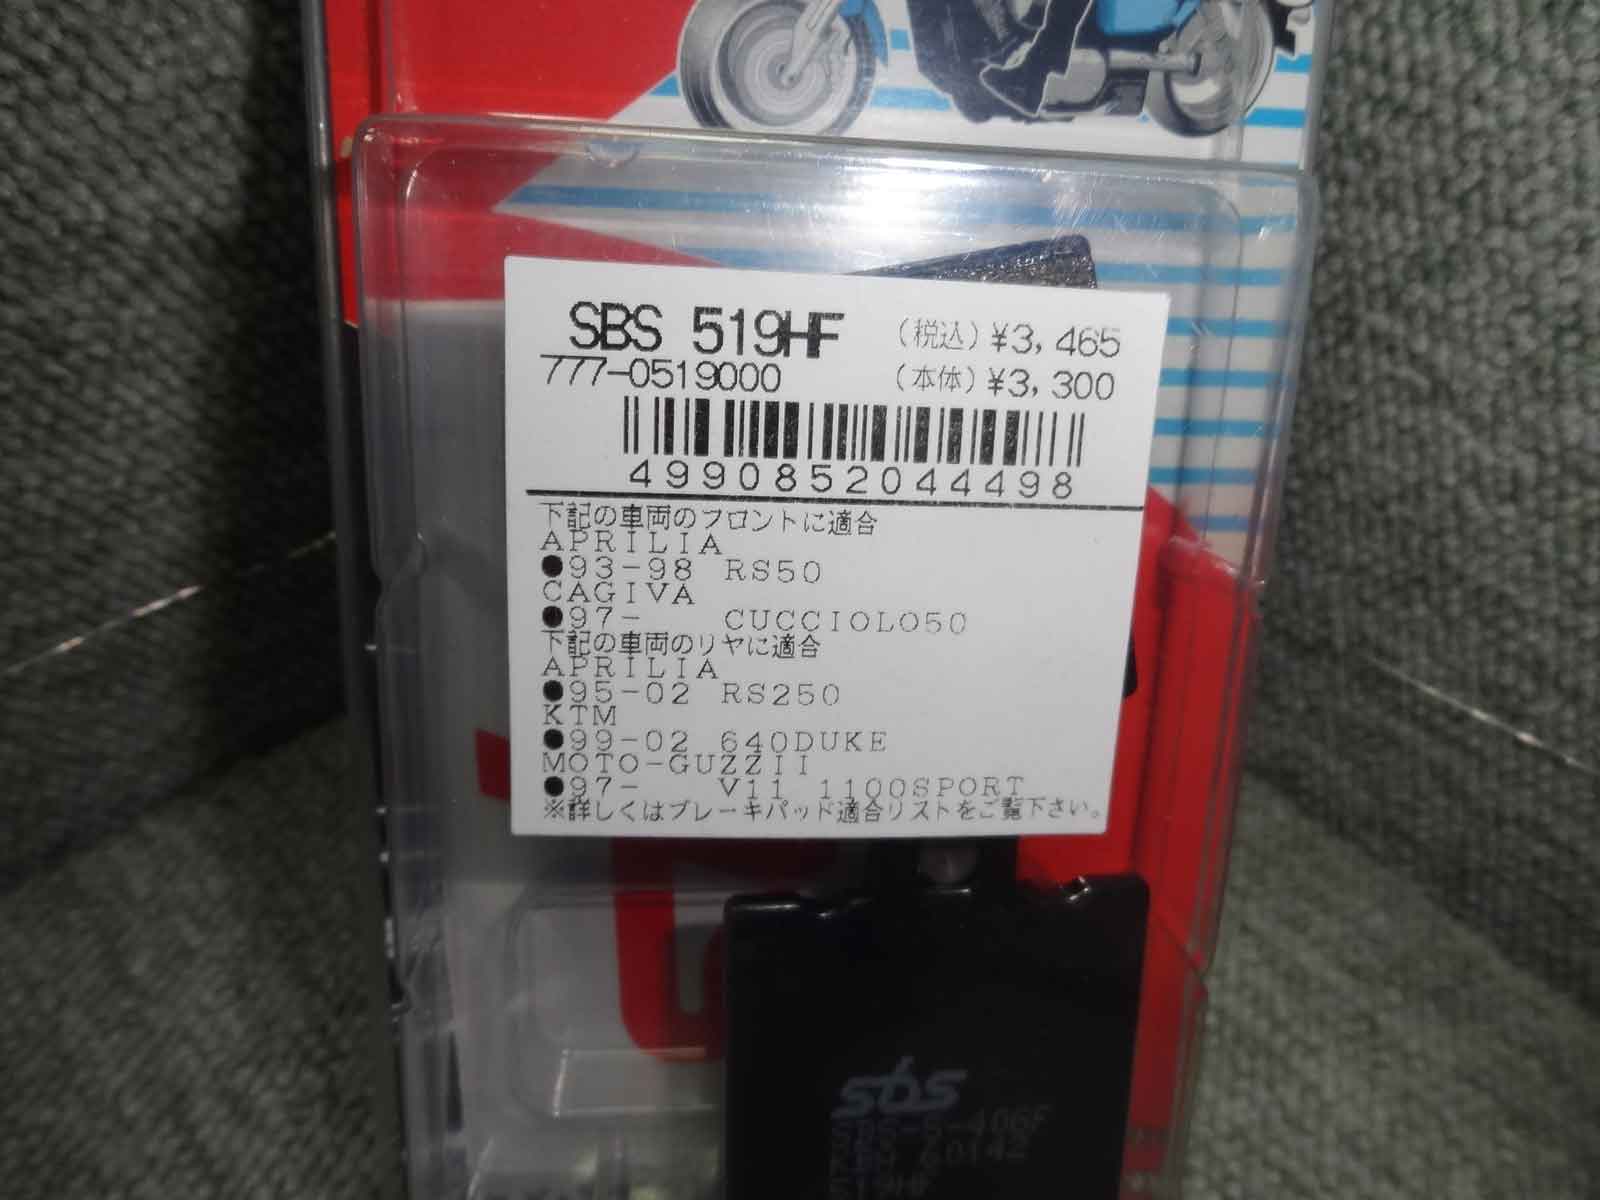 SBS 519HF (税込)¥3,465
777-0519000 (本体)¥3,300
4990852044498
下記の車両のフロントに適合
APRILIA
●93-98 RS50
CAGIVA
●97- CUCCIOLO50
下記の車両のリヤに適合
APRILIA
●95-02 RS250
KTM
●99-02 640DUKE
MOTO-GUZZII
●97- V11 1100SPORT
※詳しくはブレーキパッド適合リストをご覧下さい。
sbs
519HF